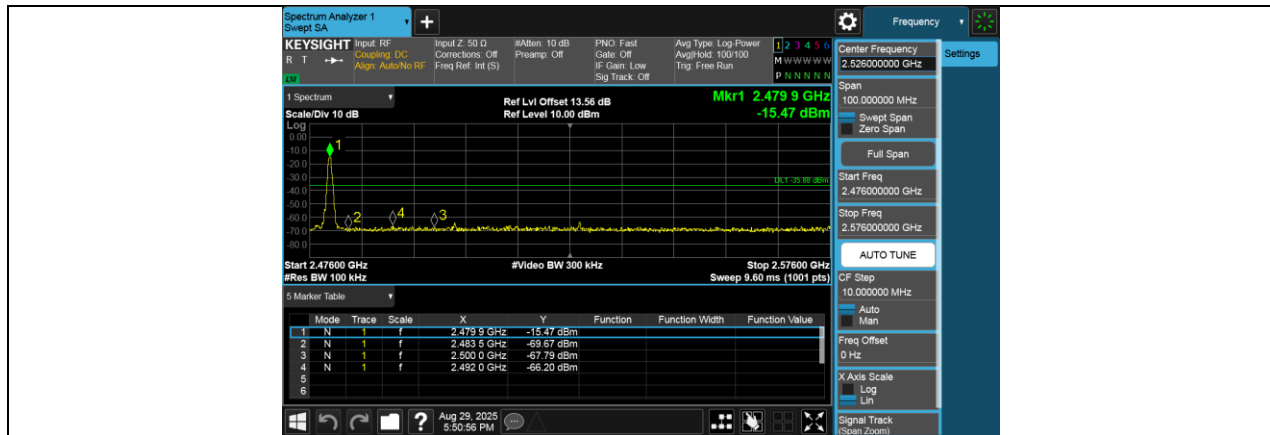 Spectrum Analyzer 1
Swept SA
+
Frequency
KEYSIGHT
R T
LXI
Input: RF
Coupling: DC
Align: Auto/No RF
Input Z: 50 Ω
Corrections: Off
Freq Ref: Int (S)
#Atten: 10 dB
Preamp: Off
PNO: Fast
Gate: Off
IF Gain: Low
Sig Track: Off
Avg Type: Log-Power
Avg|Hold: 100/100
Trig: Free Run
1 2 3 4 5 6
M W W W W W
P N N N N N
1 Spectrum
Scale/Div 10 dB
Ref Lvl Offset 13.56 dB
Ref Level 10.00 dBm
Mkr1 2.479 9 GHz
-15.47 dBm
Log
0.00
-10.0
-20.0
-30.0
-40.0
-50.0
-60.0
-70.0
-80.0
1
2
4
3
DL1 -35.88 dBm
Start 2.47600 GHz
#Res BW 100 kHz
#Video BW 300 kHz
Stop 2.57600 GHz
Sweep 9.60 ms (1001 pts)
5 Marker Table
Mode Trace Scale X Y Function Function Width Function Value
1 N 1 f 2.479 9 GHz -15.47 dBm
2 N 1 f 2.483 5 GHz -69.67 dBm
3 N 1 f 2.500 0 GHz -67.79 dBm
4 N 1 f 2.492 0 GHz -66.20 dBm
5
6
?
Aug 29, 2025
5:50:56 PM
Center Frequency
2.526000000 GHz
Settings
Span
100.000000 MHz
Swept Span
Zero Span
Full Span
Start Freq
2.476000000 GHz
Stop Freq
2.576000000 GHz
AUTO TUNE
CF Step
10.000000 MHz
Auto
Man
Freq Offset
0 Hz
X Axis Scale
Log
Lin
Signal Track
(Span Zoom)